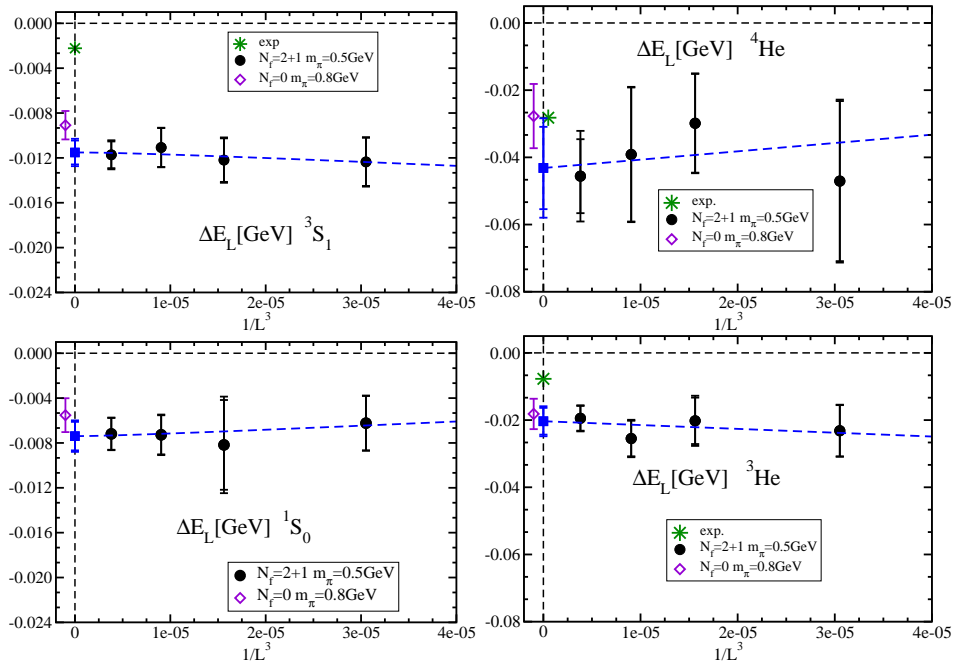 0.000
-0.004
-0.008
-0.012
-0.016
-0.020
-0.024
exp
N_f=2+1 m_π=0.5GeV
N_f=0 m_π=0.8GeV
ΔE_L[GeV] ³S₁
0 1e-05 2e-05 3e-05 4e-05
1/L³
0.00
-0.02
-0.04
-0.06
-0.08
ΔE_L[GeV] ⁴He
exp.
N_f=2+1 m_π=0.5GeV
N_f=0 m_π=0.8GeV
0 1e-05 2e-05 3e-05 4e-05
1/L³
0.000
-0.004
-0.008
-0.012
-0.016
-0.020
-0.024
ΔE_L[GeV] ¹S₀
N_f=2+1 m_π=0.5GeV
N_f=0 m_π=0.8GeV
0 1e-05 2e-05 3e-05 4e-05
1/L³
0.00
-0.02
-0.04
-0.06
-0.08
ΔE_L[GeV] ³He
exp.
N_f=2+1 m_π=0.5GeV
N_f=0 m_π=0.8GeV
0 1e-05 2e-05 3e-05 4e-05
1/L³